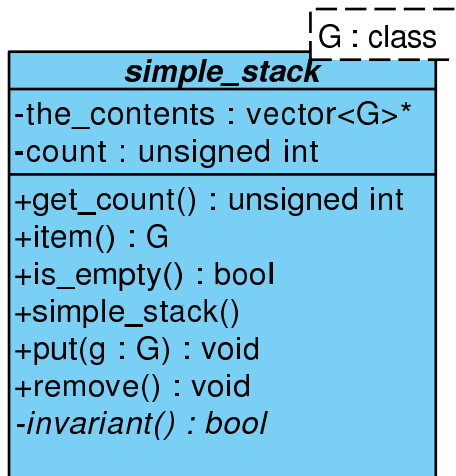 G : class
simple_stack
-the_contents : vector<G>*
-count : unsigned int
+get_count() : unsigned int
+item() : G
+is_empty() : bool
+simple_stack()
+put(g : G) : void
+remove() : void
-invariant() : bool